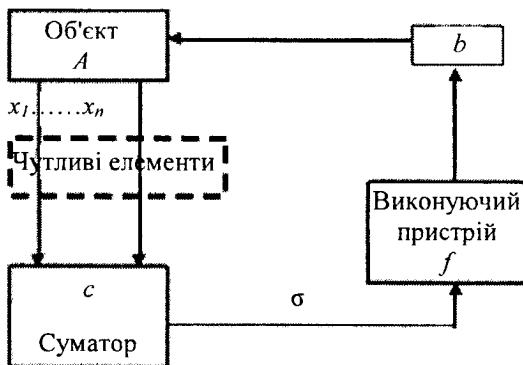 Об'єкт
A
b
x₁……xₙ
Чутливі елементи
Виконуючий
пристрій
f
c
Суматор
σ